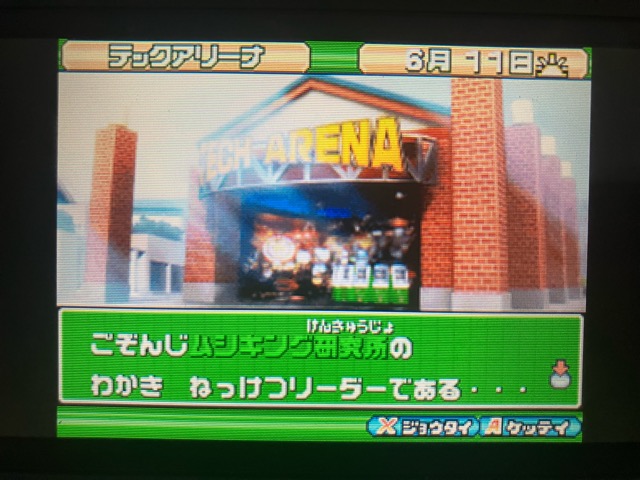 テックアリーナ
6月 11日
TECH ARENA
けんきゅうじょ
ごぞんじムシキング研究所の
わかき ねっけつリーダーである・・・
X ジョウタイ A ケッテイ